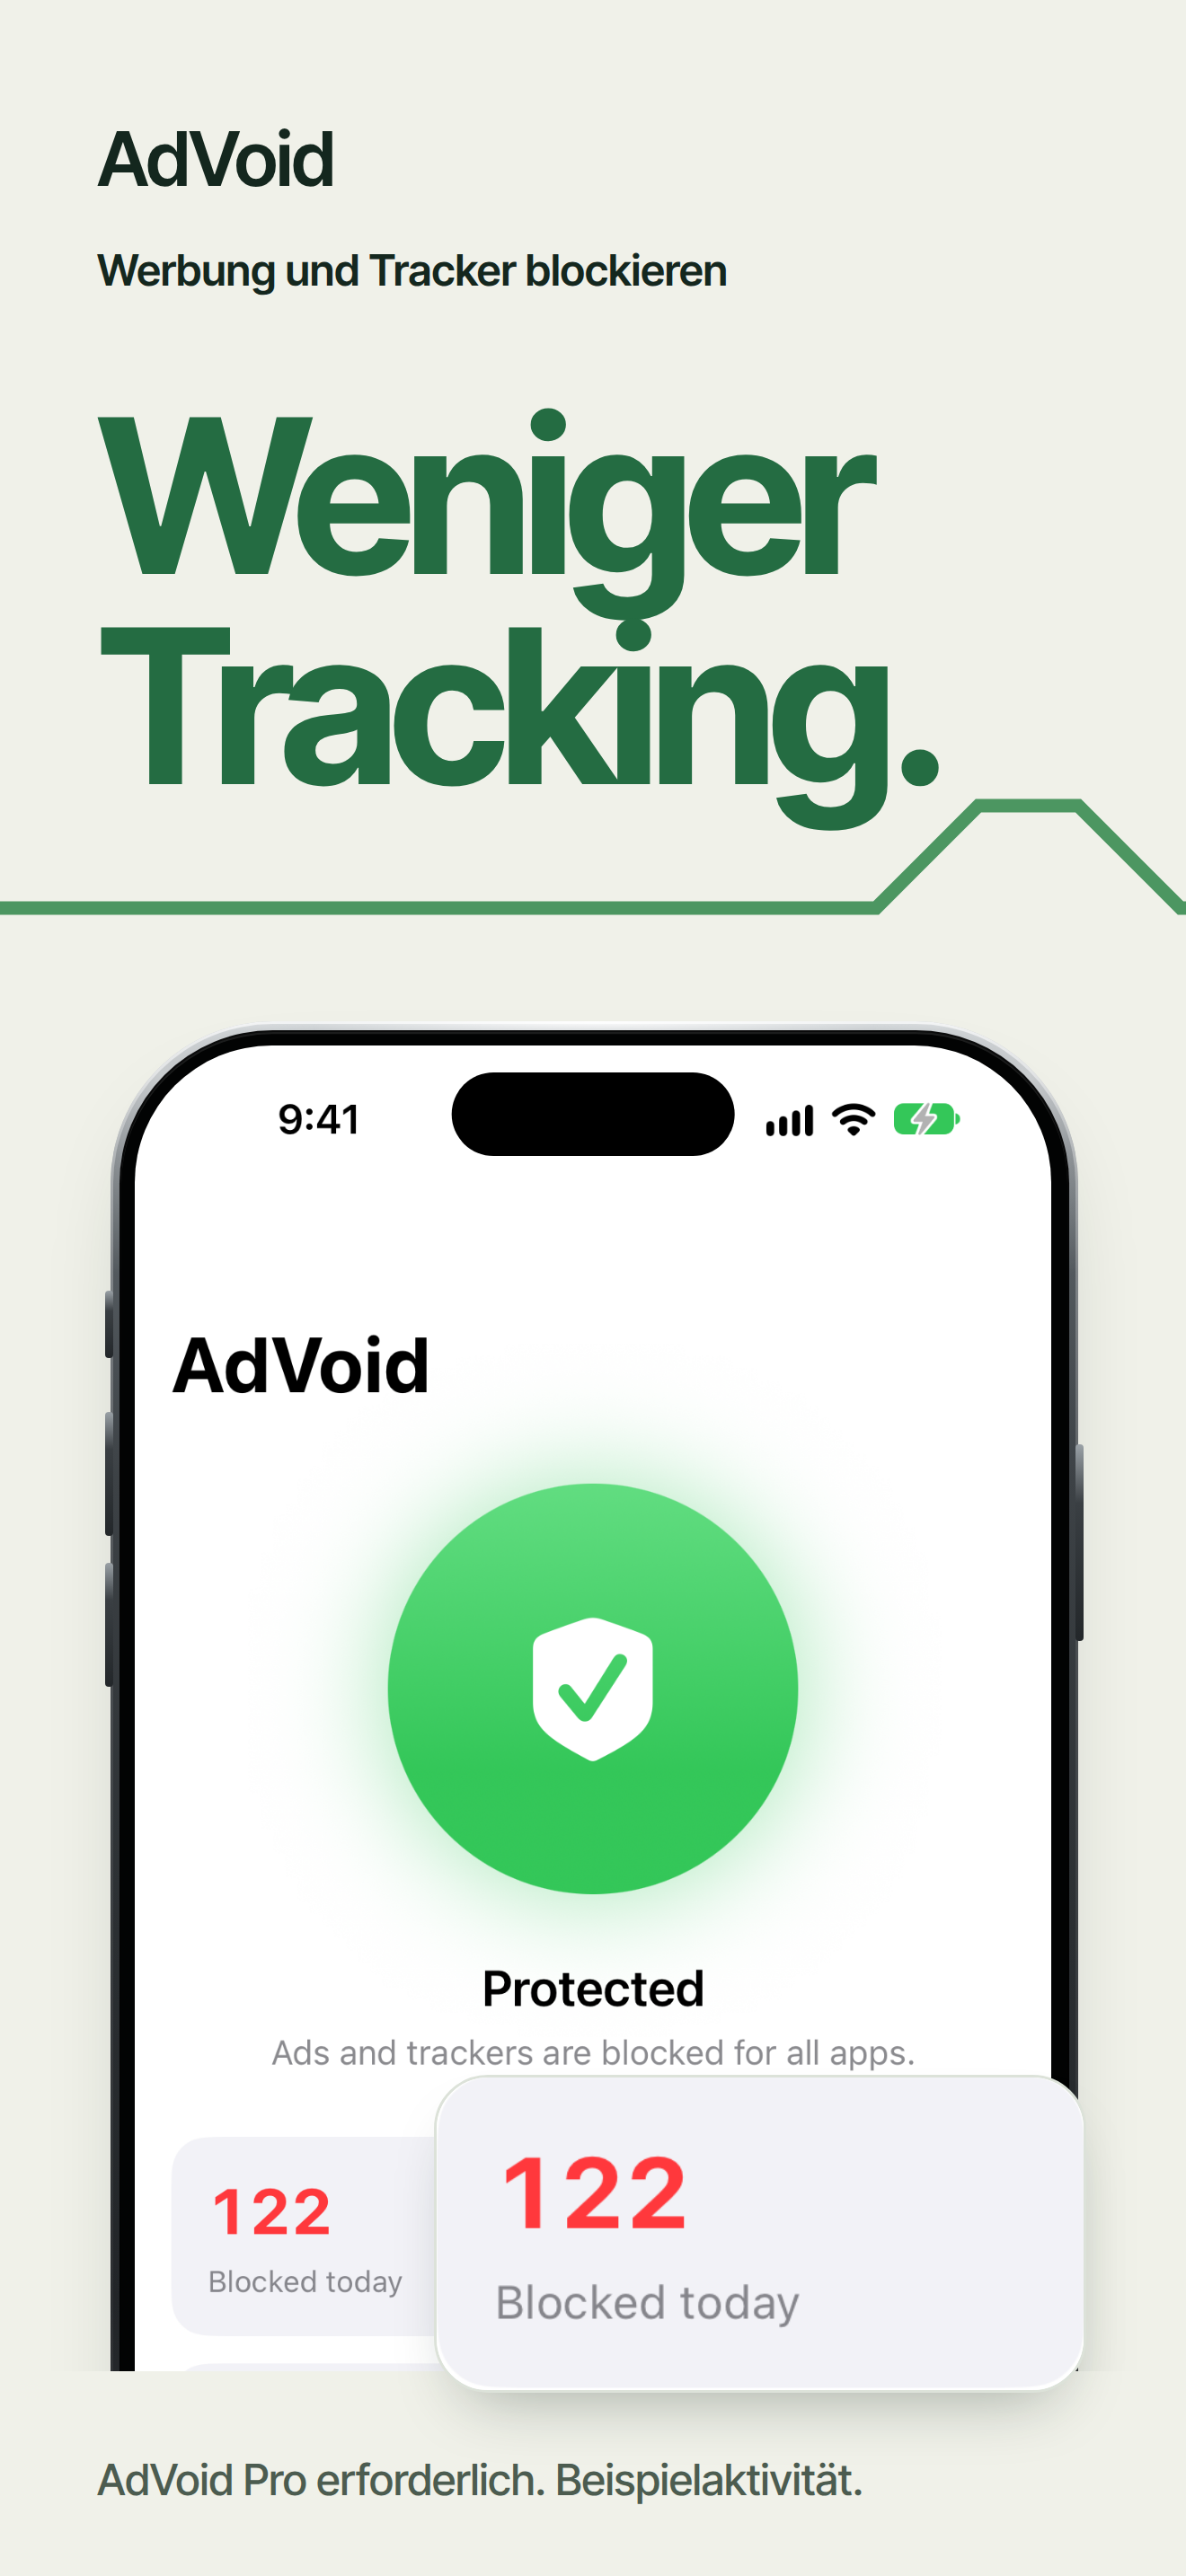 AdVoid
Werbung und Tracker blockieren
Weniger
Tracking.
9:41
AdVoid
Protected
Ads and trackers are blocked for all apps.
122
Blocked today
122
Blocked today
AdVoid Pro erforderlich. Beispielaktivität.